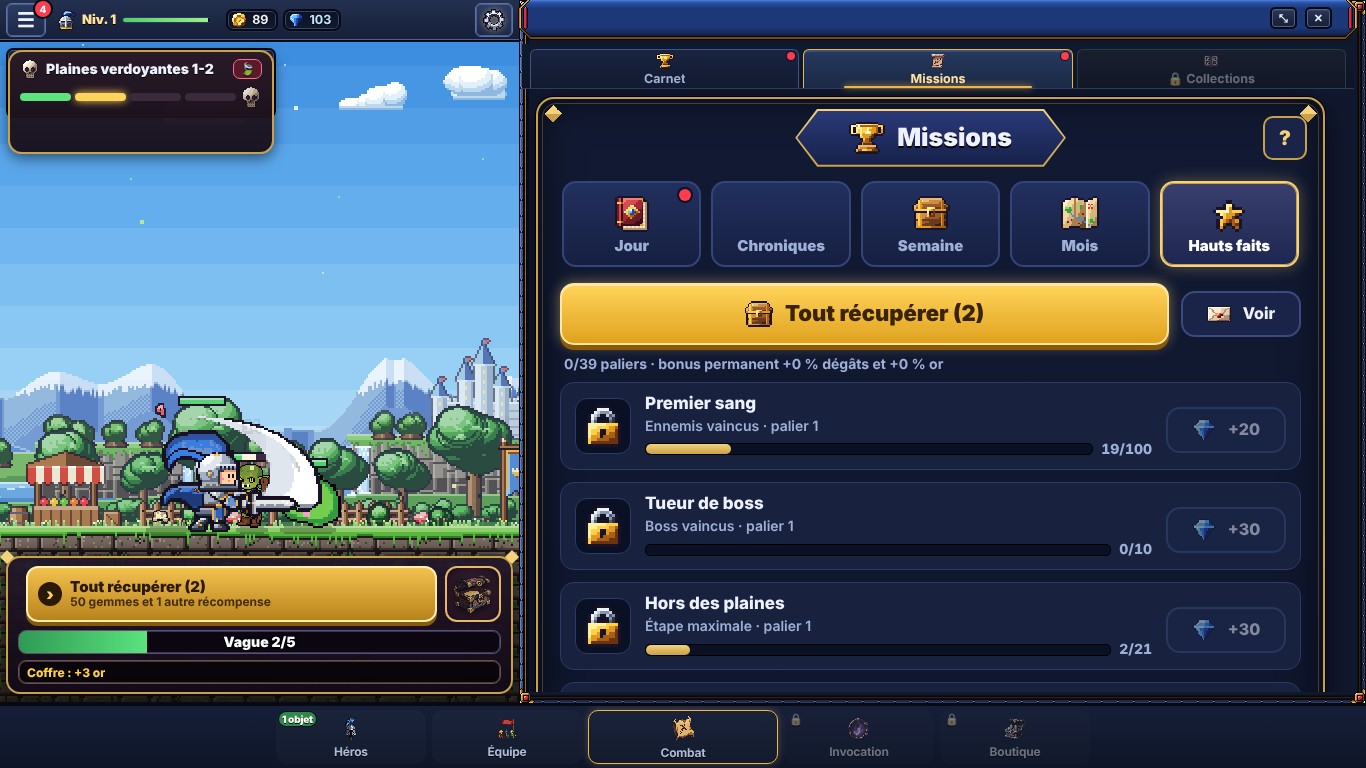 4
Niv. 1
89
103
Plaines verdoyantes 1-2
Carnet
Missions
Collections
Missions
?
Jour
Chroniques
Semaine
Mois
Hauts faits
Tout récupérer (2)
Voir
0/39 paliers · bonus permanent +0 % dégâts et +0 % or
Premier sang
Ennemis vaincus · palier 1
19/100
+20
Tueur de boss
Boss vaincus · palier 1
0/10
+30
Hors des plaines
Étape maximale · palier 1
2/21
+30
Tout récupérer (2)
50 gemmes et 1 autre récompense
Vague 2/5
Coffre : +3 or
1 objet
Héros
Équipe
Combat
Invocation
Boutique